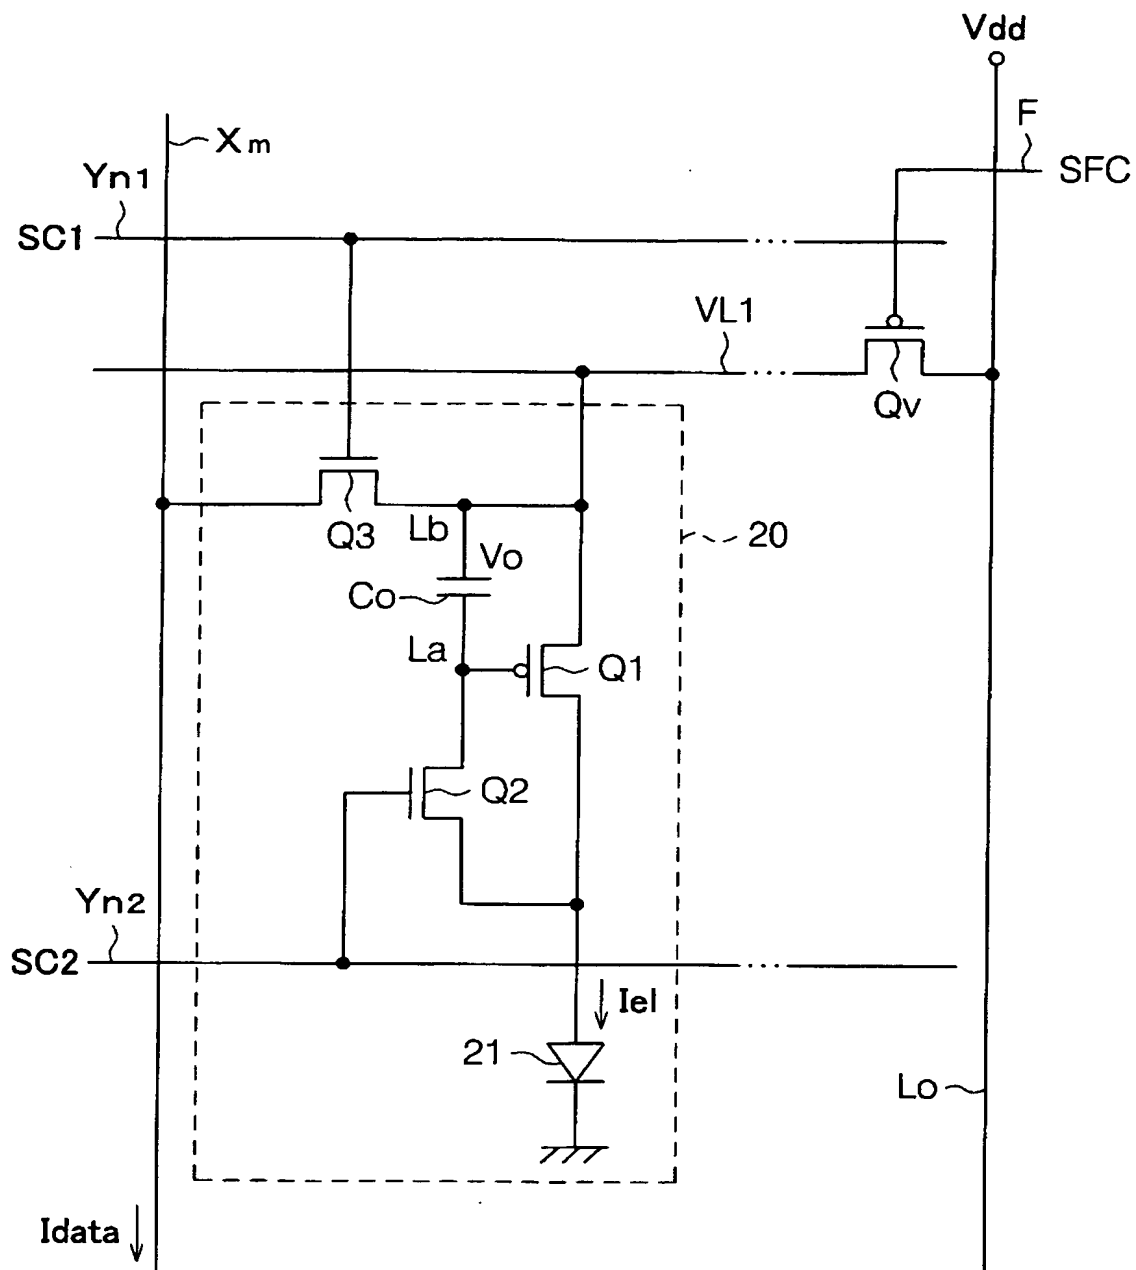 Vdd
F
Xm
SFC
Yn1
SC1
VL1
Qv
Q3
Lb
20
Vo
Co
La
Q1
Q2
Yn2
SC2
Iel
21
Lo
Idata